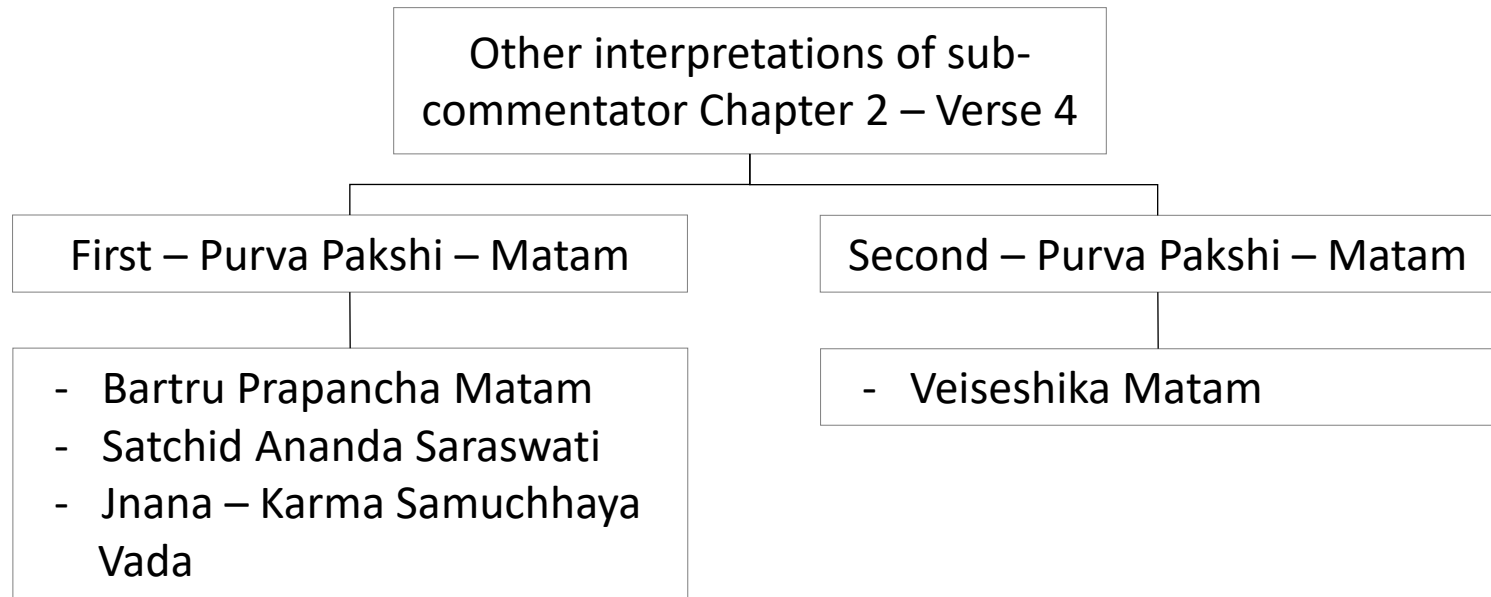 Other interpretations of sub-
commentator Chapter 2 – Verse 4
First – Purva Pakshi – Matam
Second – Purva Pakshi – Matam
- Bartru Prapancha Matam
- Satchid Ananda Saraswati
- Jnana – Karma Samuchhaya
Vada
- Veiseshika Matam